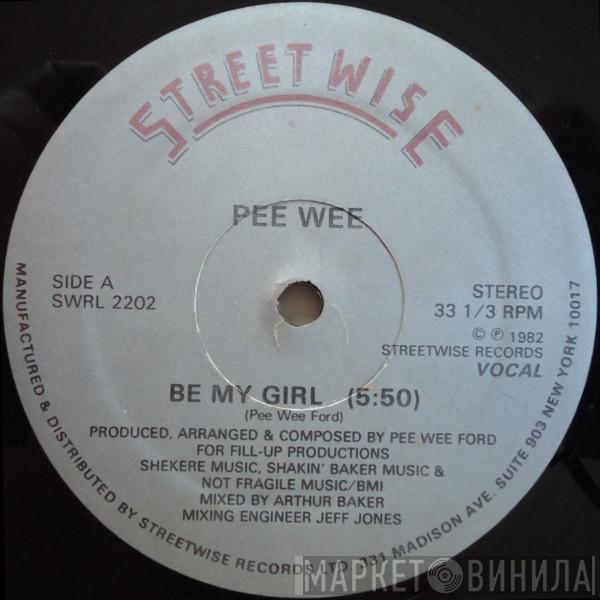 STREETWISE
PEE WEE
SIDE A
SWRL 2202
STEREO
33 1/3 RPM
© ℗ 1982
STREETWISE RECORDS
VOCAL
BE MY GIRL (5:50)
(Pee Wee Ford)
PRODUCED, ARRANGED & COMPOSED BY PEE WEE FORD
FOR FILL-UP PRODUCTIONS
SHEKERE MUSIC, SHAKIN' BAKER MUSIC &
NOT FRAGILE MUSIC/BMI
MIXED BY ARTHUR BAKER
MIXING ENGINEER JEFF JONES
MANUFACTURED & DISTRIBUTED BY STREETWISE RECORDS LTD. 331 MADISON AVE. SUITE 903 NEW YORK 10017
МАРКЕТ ВИНИЛА